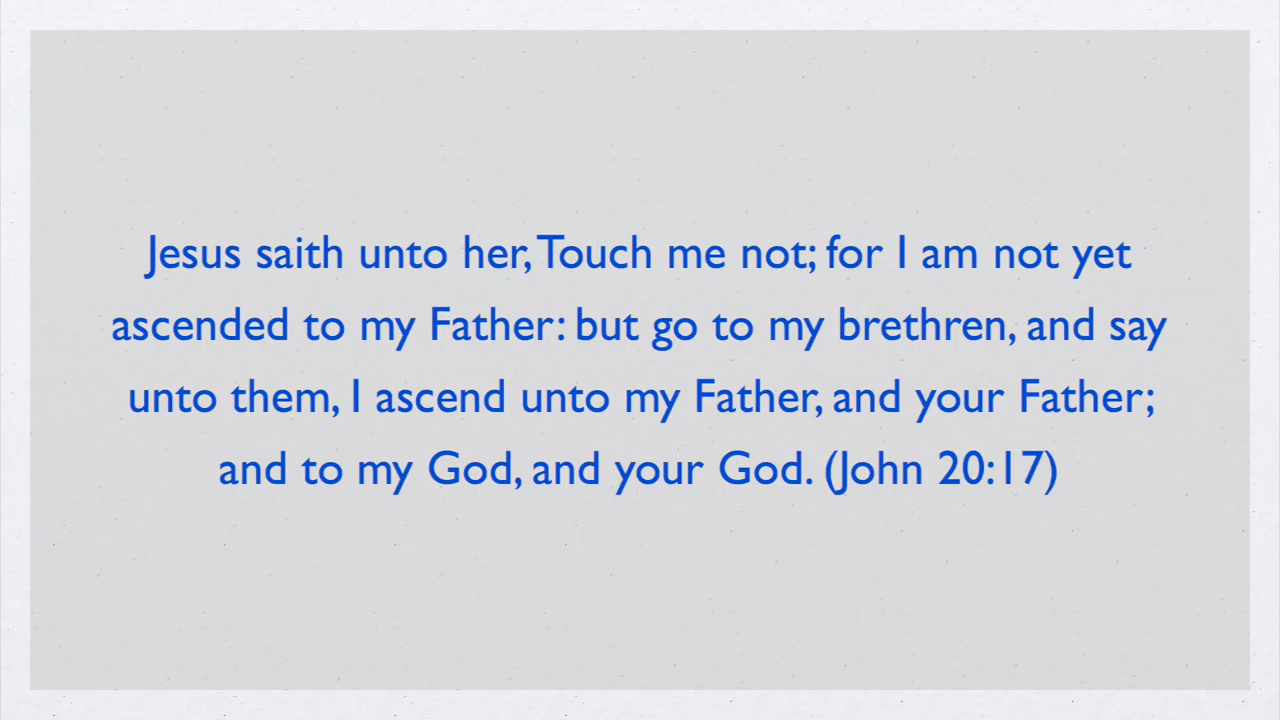 Jesus saith unto her, Touch me not; for I am not yet
ascended to my Father: but go to my brethren, and say
unto them, I ascend unto my Father, and your Father;
and to my God, and your God. (John 20:17)